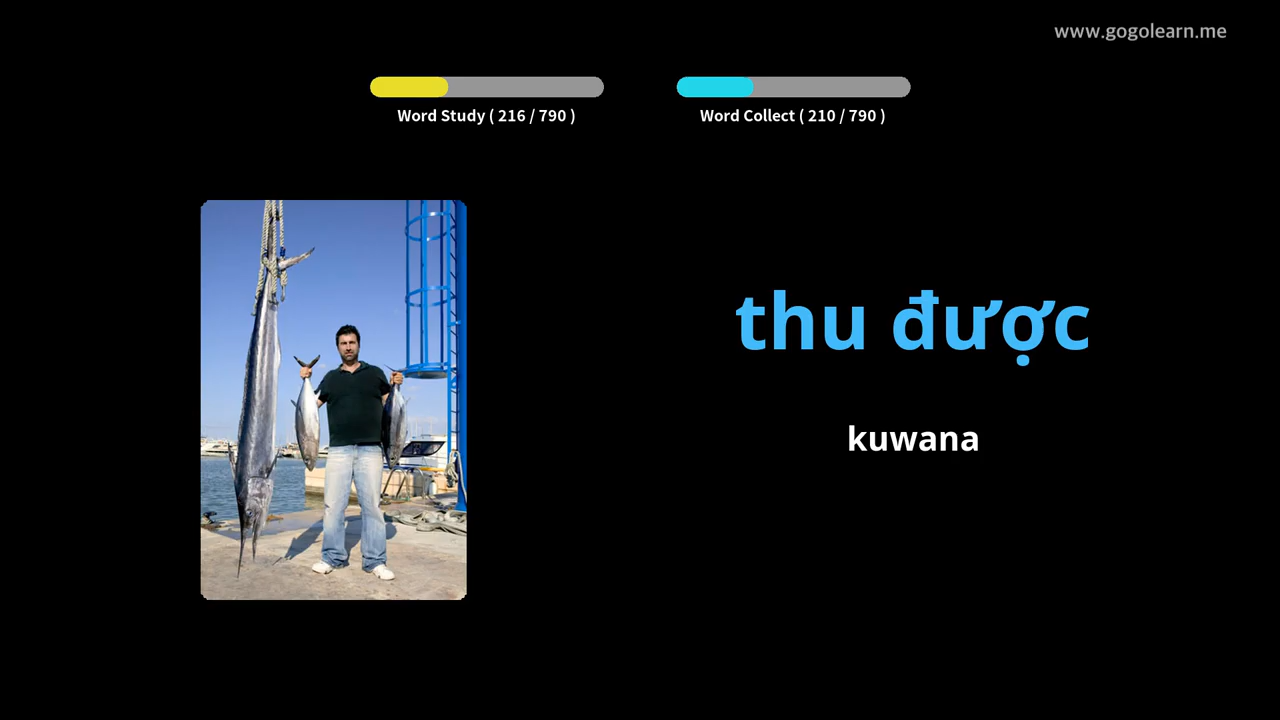 www.gogolearn.me
Word Study ( 216 / 790 )
Word Collect ( 210 / 790 )
thu được
kuwana